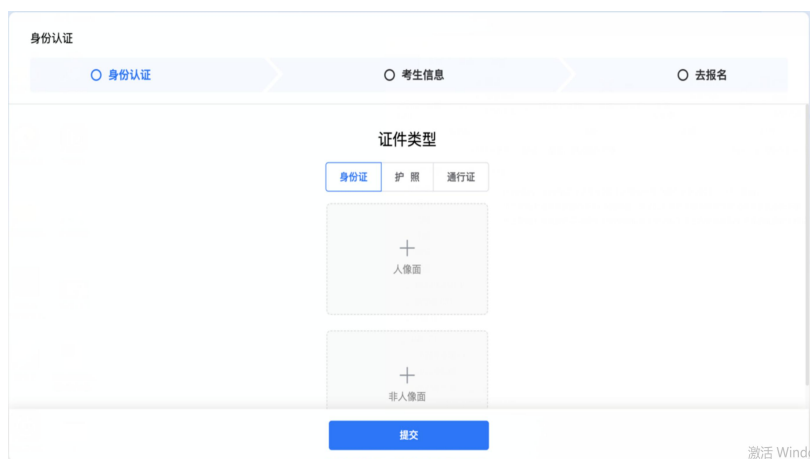 身份认证
身份认证 考生信息 去报名
证件类型
身份证 护 照 通行证
人像面
非人像面
提交
激活 Wind